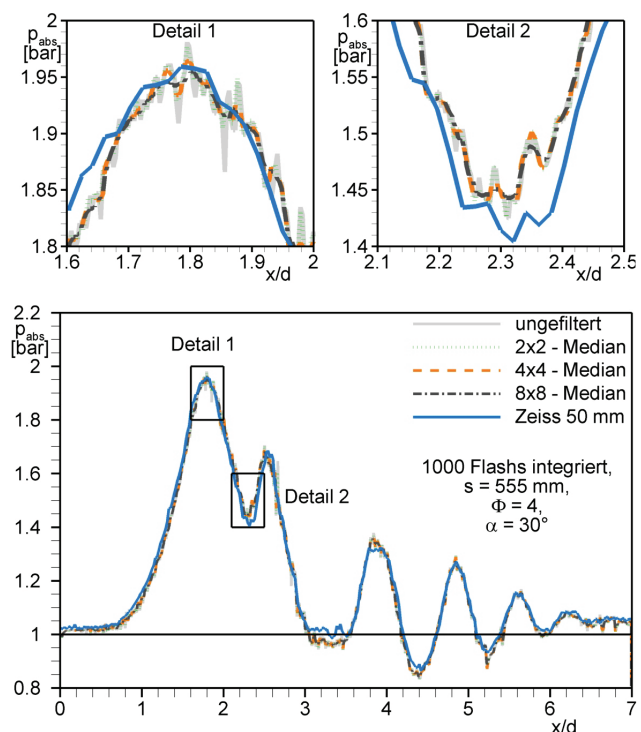 2
p_abs
[bar]
Detail 1
1.95
1.9
1.85
1.8
1.6
1.7
1.8
1.9
2
x/d
1.6
p_abs.
[bar]
Detail 2
1.55
1.5
1.45
1.4
2.1
2.2
2.3
2.4
2.5
x/d
2.2
p_abs.
[bar]
2
1.8
1.6
1.4
1.2
1
0.8
Detail 1
Detail 2
ungefiltert
2x2 - Median
4x4 - Median
8x8 - Median
Zeiss 50 mm
1000 Flashs integriert,
s = 555 mm,
Φ = 4,
α = 30°
0
1
2
3
4
5
6
7
x/d